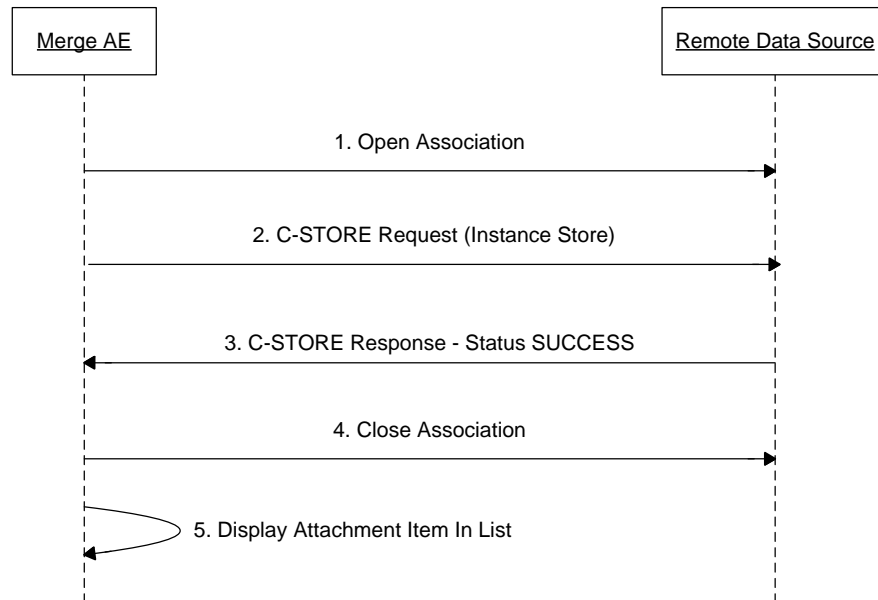 Merge AE
Remote Data Source
1. Open Association
2. C-STORE Request (Instance Store)
3. C-STORE Response - Status SUCCESS
4. Close Association
5. Display Attachment Item In List